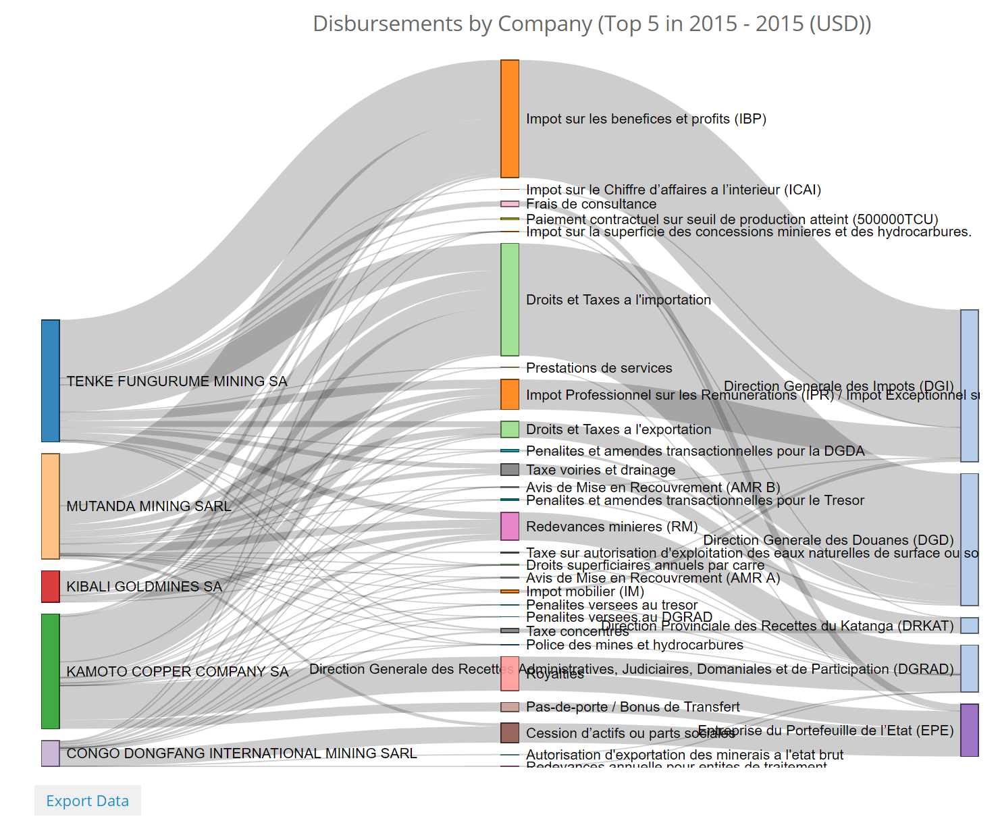 Disbursements by Company (Top 5 in 2015 - 2015 (USD))
Impot sur les benefices et profits (IBP)
Impot sur le Chiffre d’affaires a l’interieur (ICAI)
Frais de consultance
Paiement contractuel sur seuil de production atteint (500000TCU)
Impot sur la superficie des concessions minieres et des hydrocarbures.
Droits et Taxes a l'importation
Prestations de services
TENKE FUNGURUME MINING SA
Direction Generale des Impots (DGI)
Impot Professionnel sur les Remunerations (IPR) / Impot Exceptionnel su
Droits et Taxes a l'exportation
Penalites et amendes transactionnelles pour la DGDA
Taxe voiries et drainage
Avis de Mise en Recouvrement (AMR B)
Penalites et amendes transactionnelles pour le Tresor
MUTANDA MINING SARL
Redevances minieres (RM)
Direction Generale des Douanes (DGD)
Taxe sur autorisation d'exploitation des eaux naturelles de surface ou so
Droits superficiaires annuels par carre
Avis de Mise en Recouvrement (AMR A)
KIBALI GOLDMINES SA
Impot mobilier (IM)
Penalites versees au tresor
Penalites versees au DGRAD
Direction Provinciale des Recettes du Katanga (DRKAT)
Taxe concentres
Police des mines et hydrocarbures
KAMOTO COPPER COMPANY SA
Direction Generale des Recettes Administratives, Judiciaires, Domaniales et de Participation (DGRAD)
Royalties
Pas-de-porte / Bonus de Transfert
Entreprise du Portefeuille de l’Etat (EPE)
Cession d’actifs ou parts sociales
CONGO DONGFANG INTERNATIONAL MINING SARL
Autorisation d'exportation des minerais a l'etat brut
Redevances annuelle pour entites de traitement
Export Data